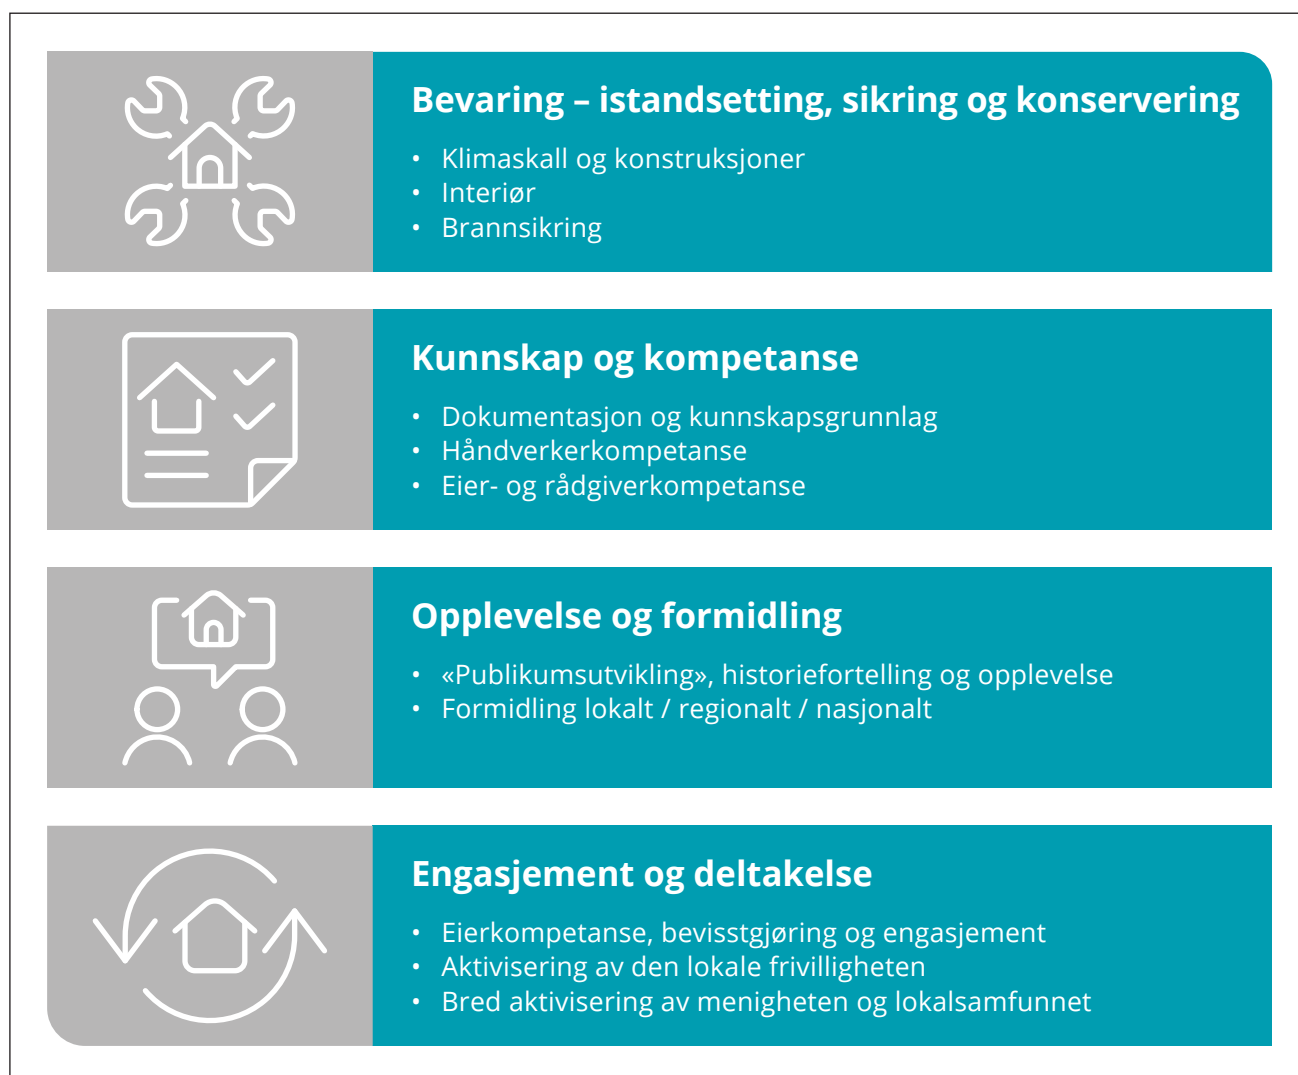 Bevaring – istandsetting, sikring og konservering
• Klimaskall og konstruksjoner
• Interiør
• Brannsikring
Kunnskap og kompetanse
• Dokumentasjon og kunnskapsgrunnlag
• Håndverkerkompetanse
• Eier- og rådgiverkompetanse
Opplevelse og formidling
• «Publikumsutvikling», historiefortelling og opplevelse
• Formidling lokalt / regionalt / nasjonalt
Engasjement og deltakelse
• Eierkompetanse, bevisstgjøring og engasjement
• Aktivisering av den lokale frivilligheten
• Bred aktivisering av menigheten og lokalsamfunnet